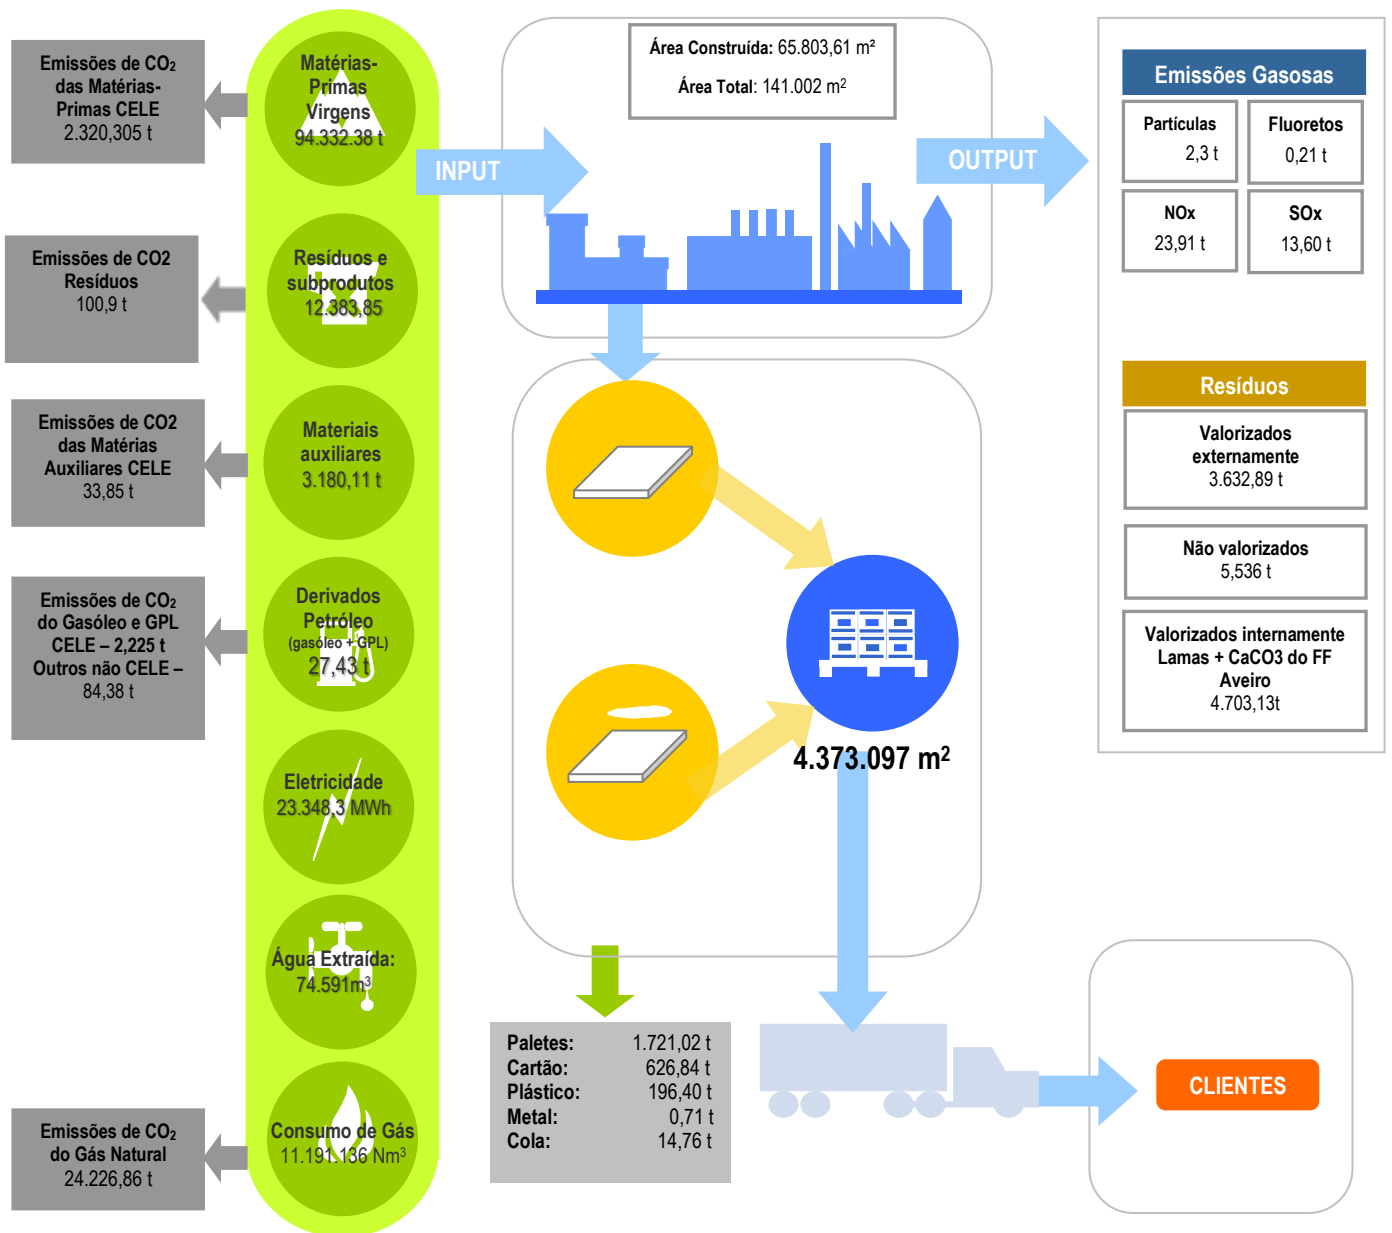 Emissões de CO2
das Matérias-
Primas CELE
2.320,305 t
Emissões de CO2
Resíduos
100,9 t
Emissões de CO2
das Matérias
Auxiliares CELE
33,85 t
Emissões de CO2
do Gasóleo e GPL
CELE – 2,225 t
Outros não CELE –
84,38 t
Emissões de CO2
do Gás Natural
24.226,86 t
Matérias-
Primas
Virgens
94.332.38 t
Resíduos e
subprodutos
12.383,85
Materiais
auxiliares
3.180,11 t
Derivados
Petróleo
(gasóleo + GPL)
27,43 t
Eletricidade
23.348,3 MWh
Água Extraída:
74.591m³
Consumo de Gás
11.191.136 Nm³
INPUT
Área Construída: 65.803,61 m²
Área Total: 141.002 m²
OUTPUT
4.373.097 m²
Paletes: 1.721,02 t
Cartão: 626,84 t
Plástico: 196,40 t
Metal: 0,71 t
Cola: 14,76 t
Emissões Gasosas
Partículas
2,3 t
Fluoretos
0,21 t
NOx
23,91 t
SOx
13,60 t
Resíduos
Valorizados
externamente
3.632,89 t
Não valorizados
5,536 t
Valorizados internamente
Lamas + CaCO3 do FF
Aveiro
4.703,13t
CLIENTES